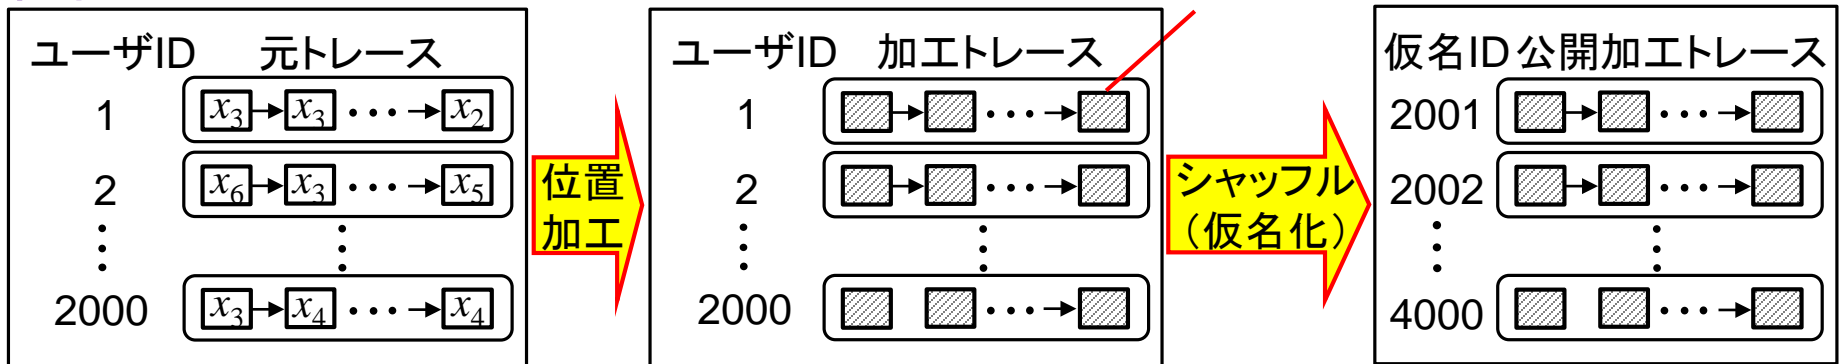 ユーザID 元トレース
1 x₃ x₃ ・・・ x₂
2 x₆ x₃ ・・・ x₅
2000 x₃ x₄ ・・・ x₄
位置
加工
ユーザID 加工トレース
1 ・・・
2 ・・・
2000 ・・・
シャッフル
(仮名化)
仮名ID 公開加工トレース
2001 ・・・
2002 ・・・
4000 ・・・